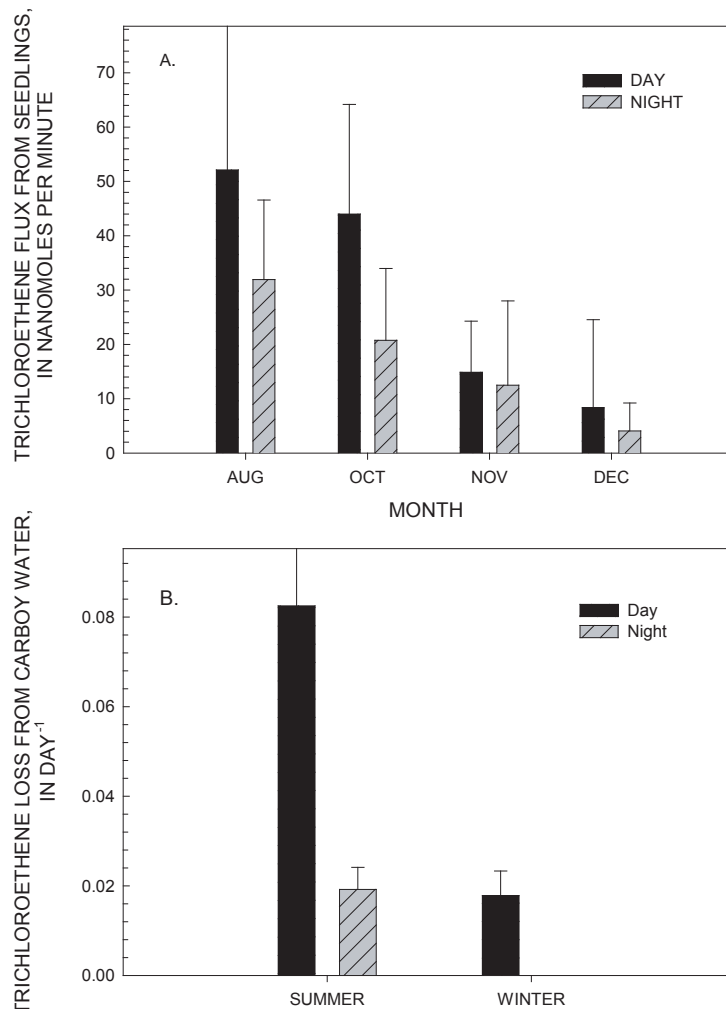 TRICHLOROETHENE FLUX FROM SEEDLINGS,
IN NANOMOLES PER MINUTE
A.
DAY
NIGHT
70
60
50
40
30
20
10
0
AUG
OCT
NOV
DEC
MONTH
TRICHLOROETHENE LOSS FROM CARBOY WATER,
IN DAY-1
B.
Day
Night
0.08
0.06
0.04
0.02
0.00
SUMMER
WINTER